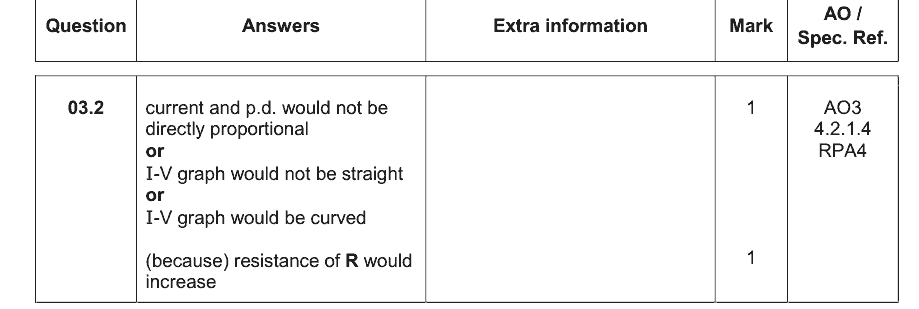 Question Answers Extra information Mark AO /
Spec. Ref.
03.2 current and p.d. would not be 1 AO3
directly proportional 4.2.1.4
or RPA4
I-V graph would not be straight
or
I-V graph would be curved
(because) resistance of R would 1
increase